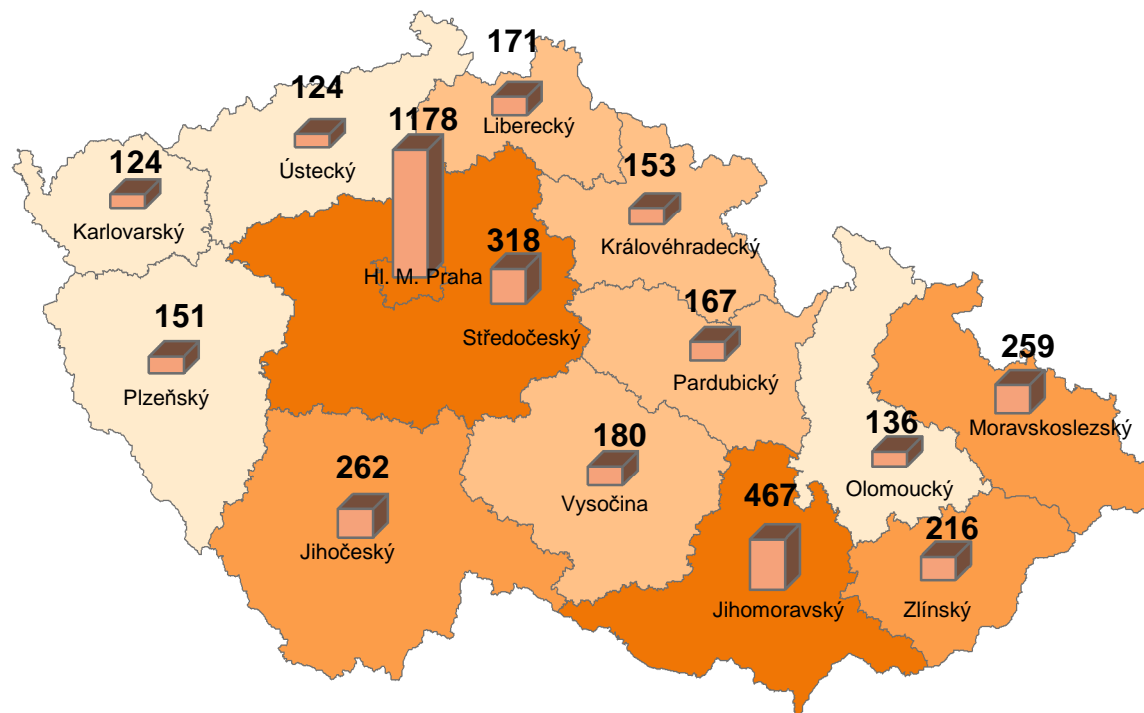 171
Liberecký
124
Ústecký
1178
Hl. M. Praha
124
Karlovarský
153
Královéhradecký
318
Středočeský
151
Plzeňský
167
Pardubický
259
Moravskoslezský
136
Olomoucký
180
Vysočina
262
Jihočeský
467
Jihomoravský
216
Zlínský